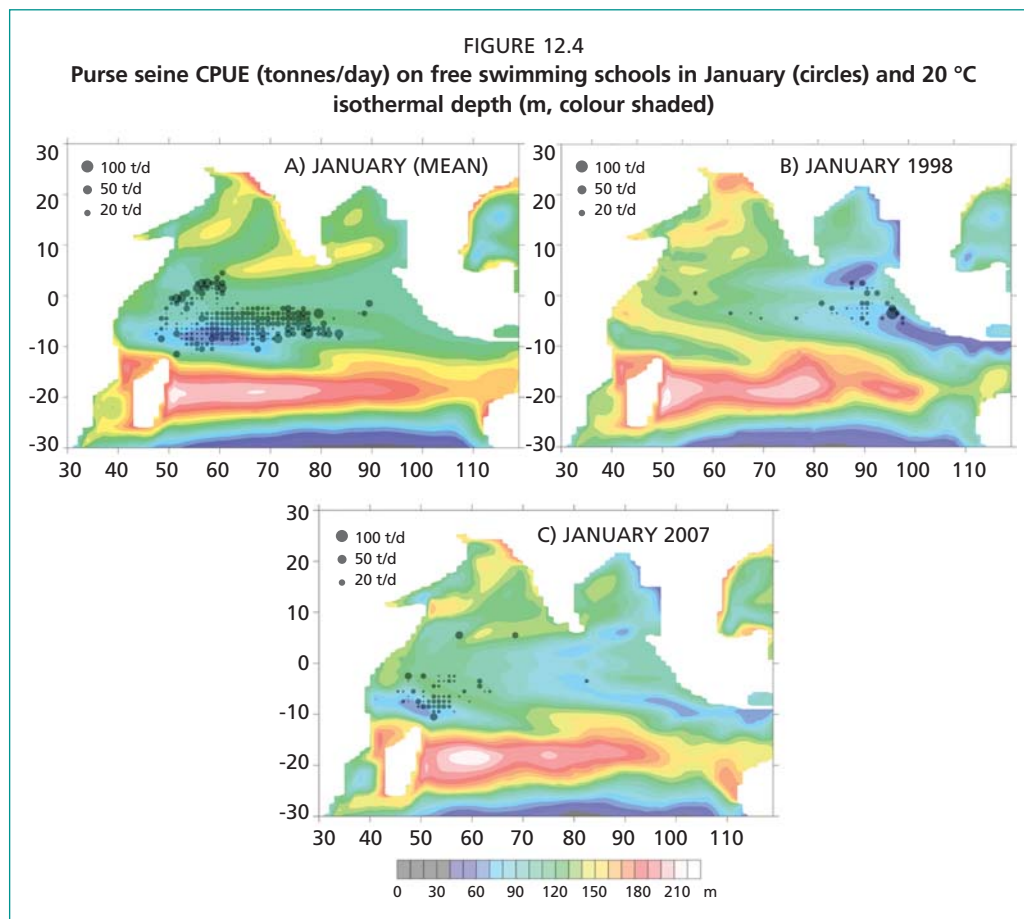 FIGURE 12.4
Purse seine CPUE (tonnes/day) on free swimming schools in January (circles) and 20 °C
isothermal depth (m, colour shaded)
A) JANUARY (MEAN)
100 t/d
50 t/d
20 t/d
30
20
10
0
-10
-20
-30
30 40 50 60 70 80 90 100 110
B) JANUARY 1998
100 t/d
50 t/d
20 t/d
30
20
10
0
-10
-20
-30
30 40 50 60 70 80 90 100 110
C) JANUARY 2007
100 t/d
50 t/d
20 t/d
30
20
10
0
-10
-20
-30
30 40 50 60 70 80 90 100 110
0 30 60 90 120 150 180 210 m